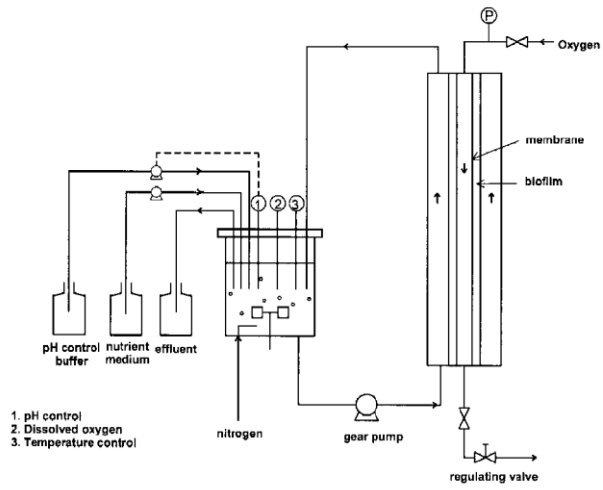 P
Oxygen
membrane
biofilm
1 2 3
pH control
buffer
nutrient
medium
effluent
1. pH control
2. Dissolved oxygen
3. Temperature control
nitrogen
gear pump
regulating valve